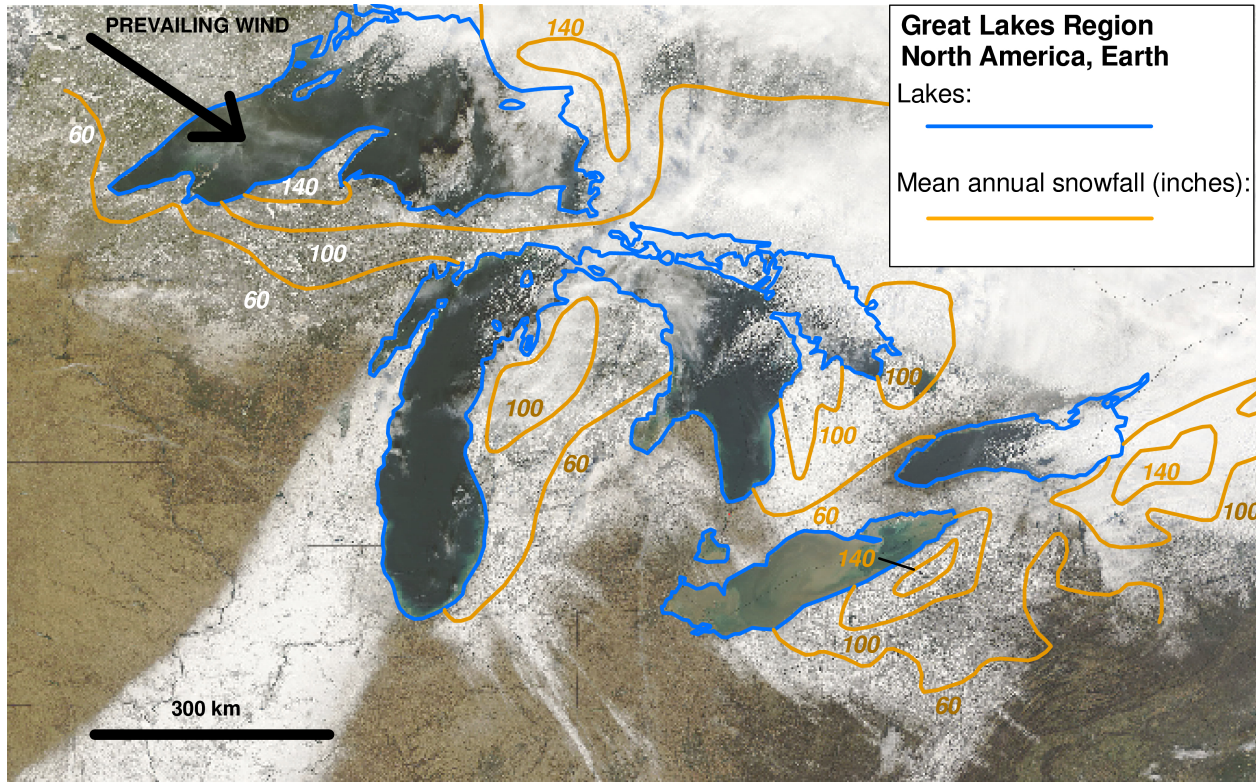 PREVAILING WIND
140
Great Lakes Region
North America, Earth
Lakes:
60
Mean annual snowfall (inches):
140
100
60
100
100
100
60
140
100
60
140
100
60
300 km